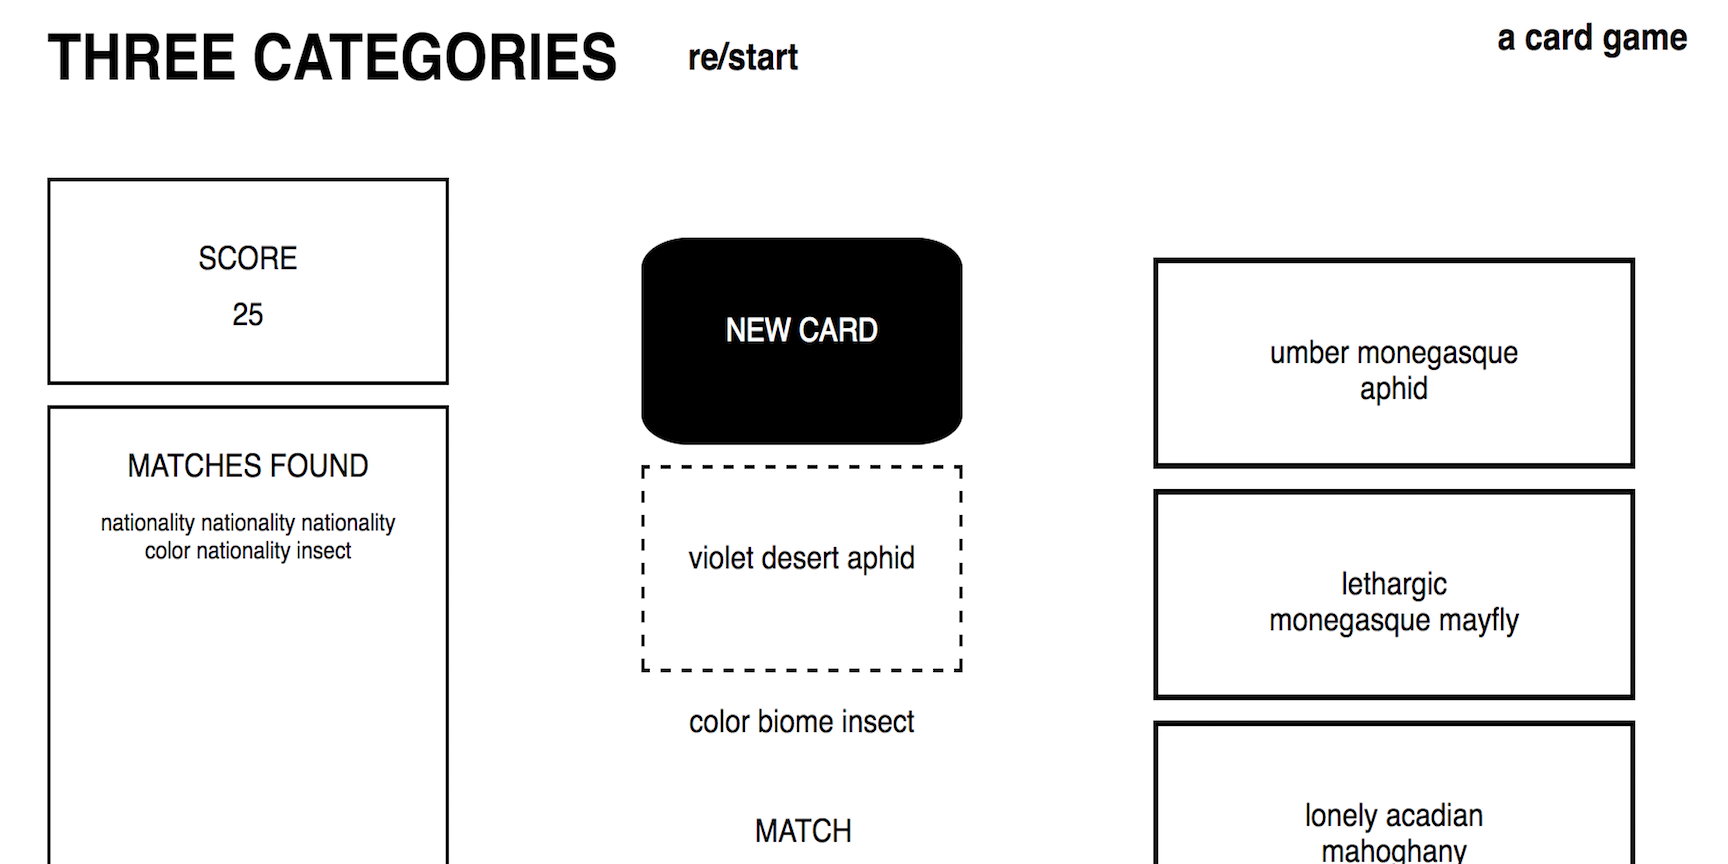 THREE CATEGORIES
re/start
a card game
SCORE
25
MATCHES FOUND
nationality nationality nationality
color nationality insect
NEW CARD
violet desert aphid
color biome insect
MATCH
umber monegasque
aphid
lethargic
monegasque mayfly
lonely acadian
mahoghany